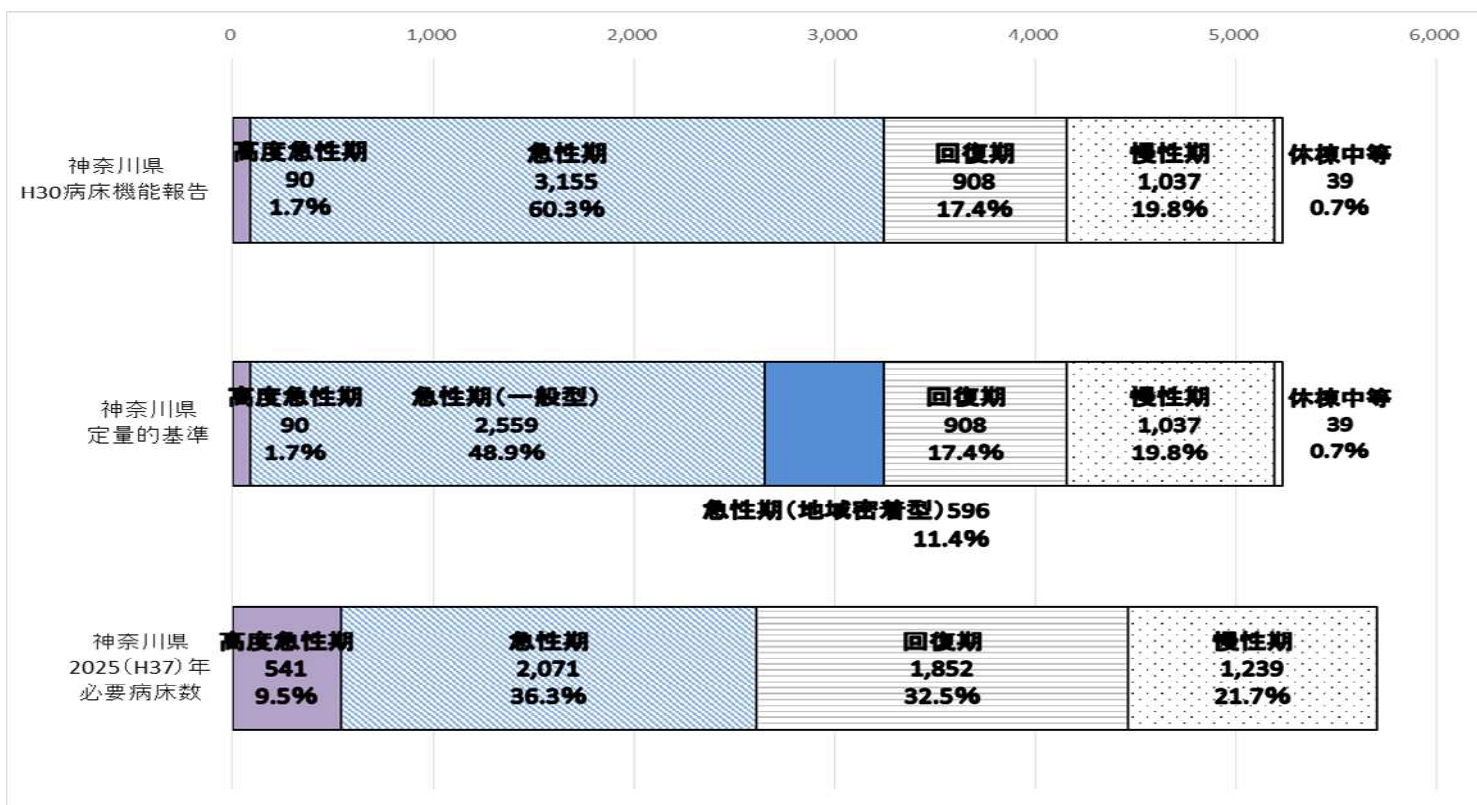 0 1,000 2,000 3,000 4,000 5,000 6,000
神奈川県
H30病床機能報告
高度急性期
90
1.7%
急性期
3,155
60.3%
回復期
908
17.4%
慢性期
1,037
19.8%
休棟中等
39
0.7%
神奈川県
定量的基準
高度急性期
90
1.7%
急性期(一般型)
2,559
48.9%
回復期
908
17.4%
慢性期
1,037
19.8%
休棟中等
39
0.7%
急性期(地域密着型)596
11.4%
神奈川県
2025(H37)年
必要病床数
高度急性期
541
9.5%
急性期
2,071
36.3%
回復期
1,852
32.5%
慢性期
1,239
21.7%